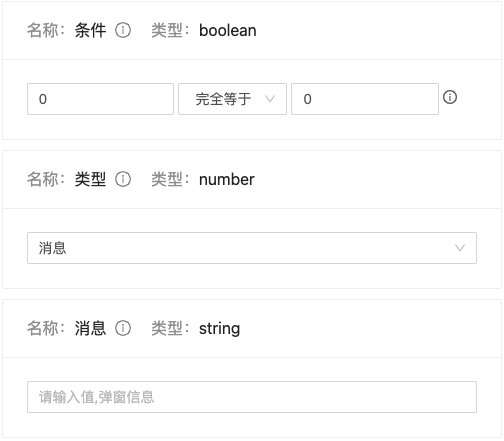 名称：条件 类型：boolean
0 完全等于 0
名称：类型 类型：number
消息
名称：消息 类型：string
请输入值,弹窗信息